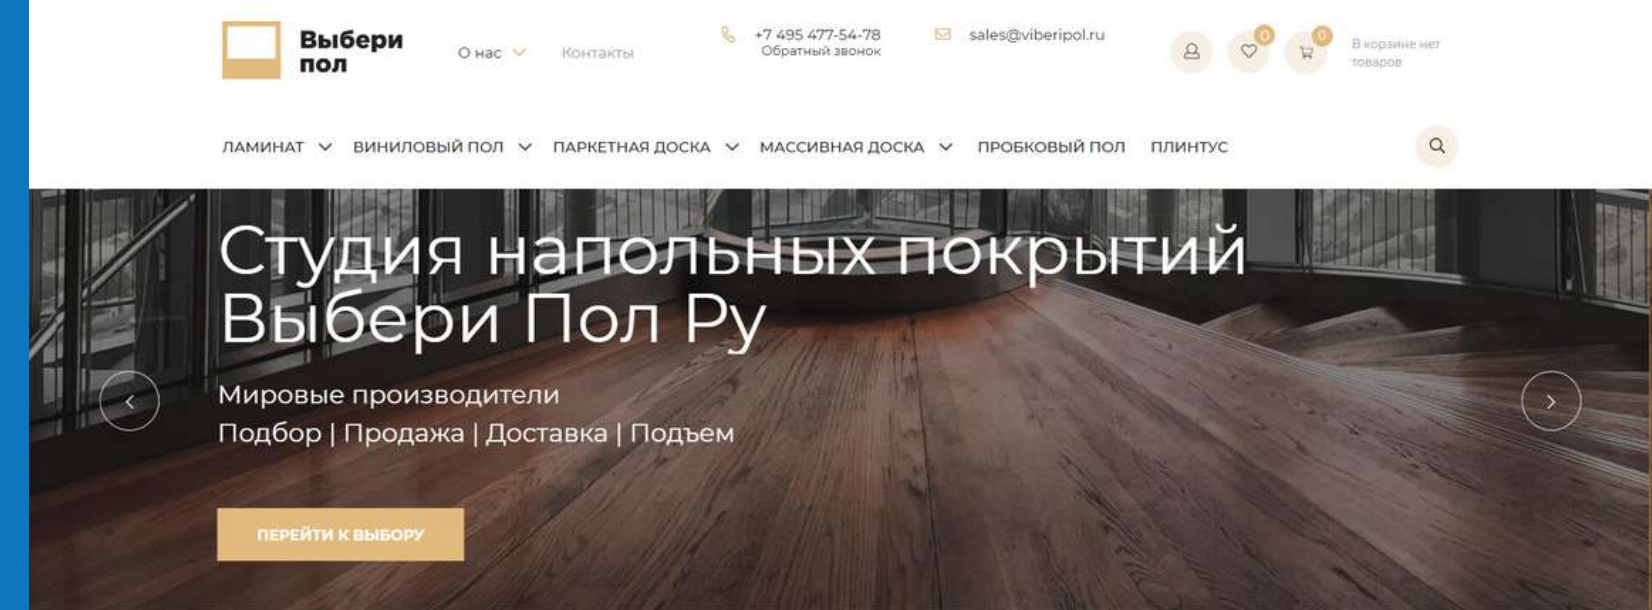 Выбери
пол
О нас
Контакты
+7 495 477-54-78
Обратный звонок
sales@viberipol.ru
0
0
В корзине нет
товаров
ЛАМИНАТ
ВИНИЛОВЫЙ ПОЛ
ПАРКЕТНАЯ ДОСКА
МАССИВНАЯ ДОСКА
ПРОБКОВЫЙ ПОЛ
ПЛИНТУС
Студия напольных покрытий
Выбери Пол Ру
Мировые производители
Подбор | Продажа | Доставка | Подъем
ПЕРЕЙТИ К ВЫБОРУ